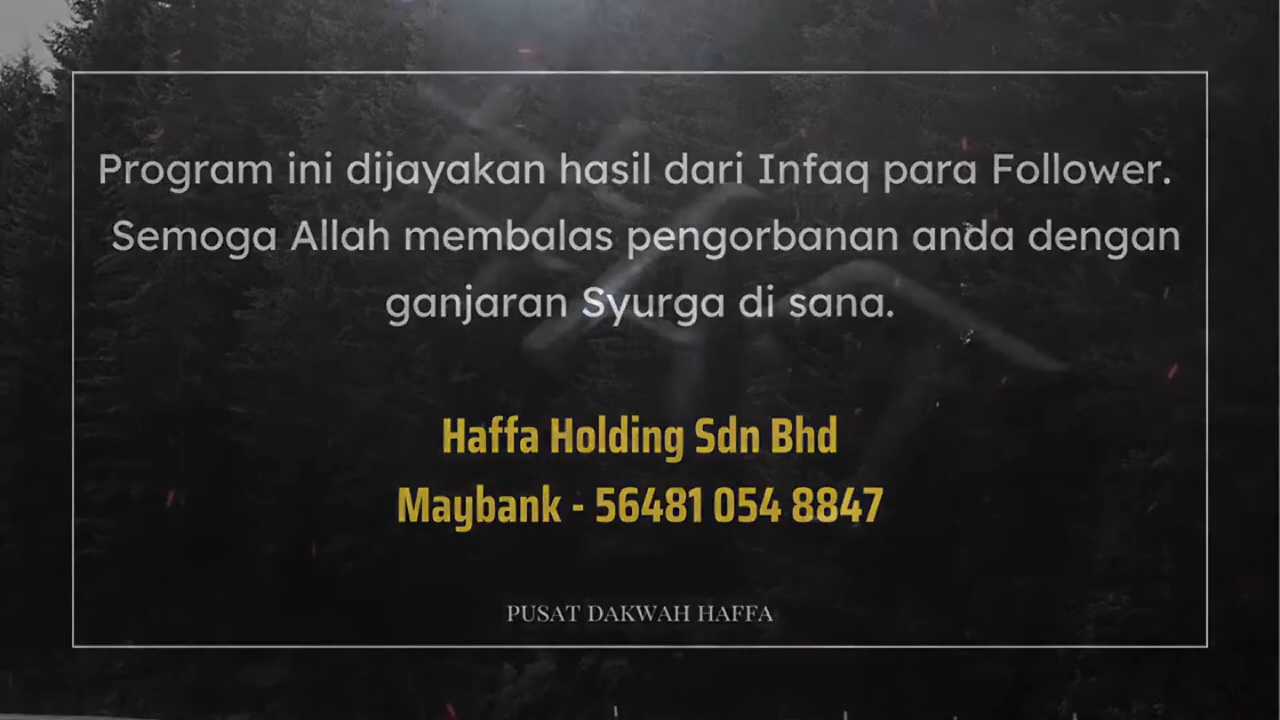 Program ini dijayakan hasil dari Infaq para Follower.
Semoga Allah membalas pengorbanan anda dengan
ganjaran Syurga di sana.
Haffa Holding Sdn Bhd
Maybank - 56481 054 8847
PUSAT DAKWAH HAFFA